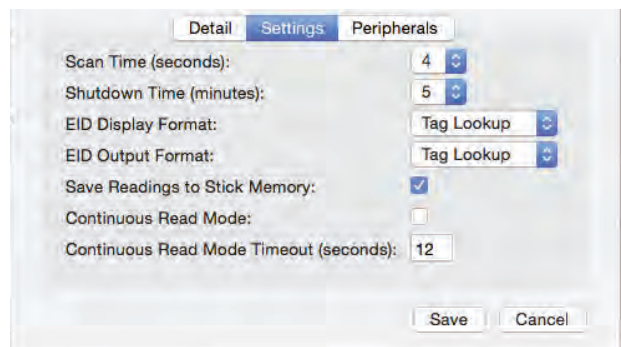 Detail Settings Peripherals
Scan Time (seconds): 4
Shutdown Time (minutes): 5
EID Display Format: Tag Lookup
EID Output Format: Tag Lookup
Save Readings to Stick Memory:
Continuous Read Mode:
Continuous Read Mode Timeout (seconds): 12
Save Cancel